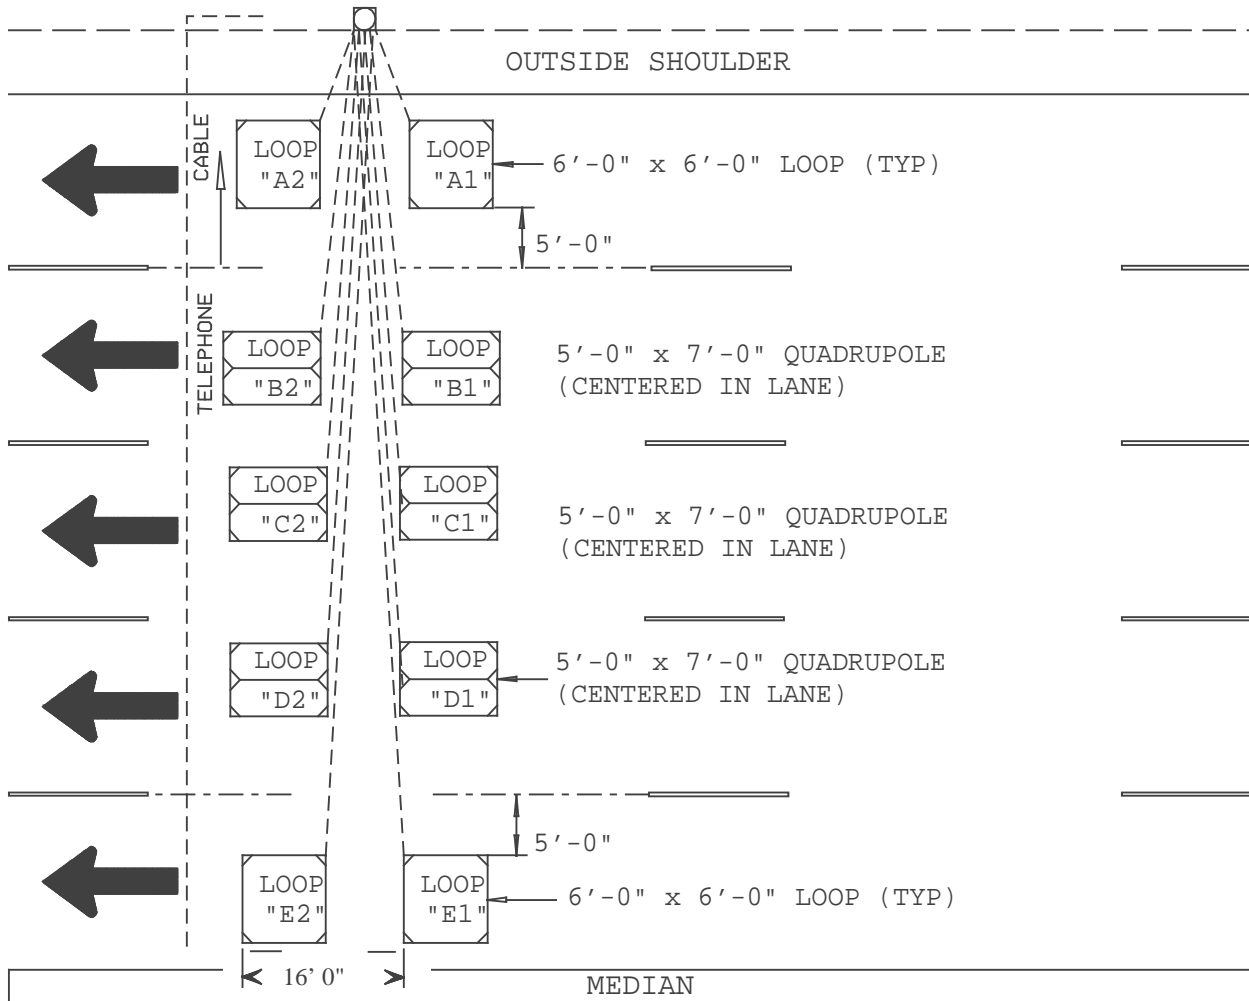 OUTSIDE SHOULDER
CABLE
LOOP
"A2"
LOOP
"A1"
6'-0" x 6'-0" LOOP (TYP)
5'-0"
TELEPHONE
LOOP
"B2"
LOOP
"B1"
5'-0" x 7'-0" QUADRUPOLE
(CENTERED IN LANE)
LOOP
"C2"
LOOP
"C1"
5'-0" x 7'-0" QUADRUPOLE
(CENTERED IN LANE)
LOOP
"D2"
LOOP
"D1"
5'-0" x 7'-0" QUADRUPOLE
(CENTERED IN LANE)
5'-0"
LOOP
"E2"
LOOP
"E1"
6'-0" x 6'-0" LOOP (TYP)
16' 0"
MEDIAN